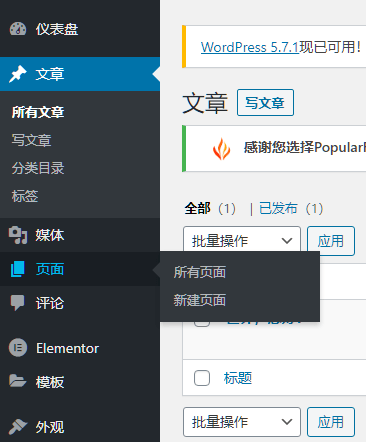 仪表盘
文章
所有文章
写文章
分类目录
标签
媒体
页面
评论
Elementor
模板
外观
WordPress 5.7.1现已可用!
文章 写文章
感谢您选择Popular
全部 (1) | 已发布 (1)
批量操作 应用
所有页面
新建页面
标题
批量操作 应用